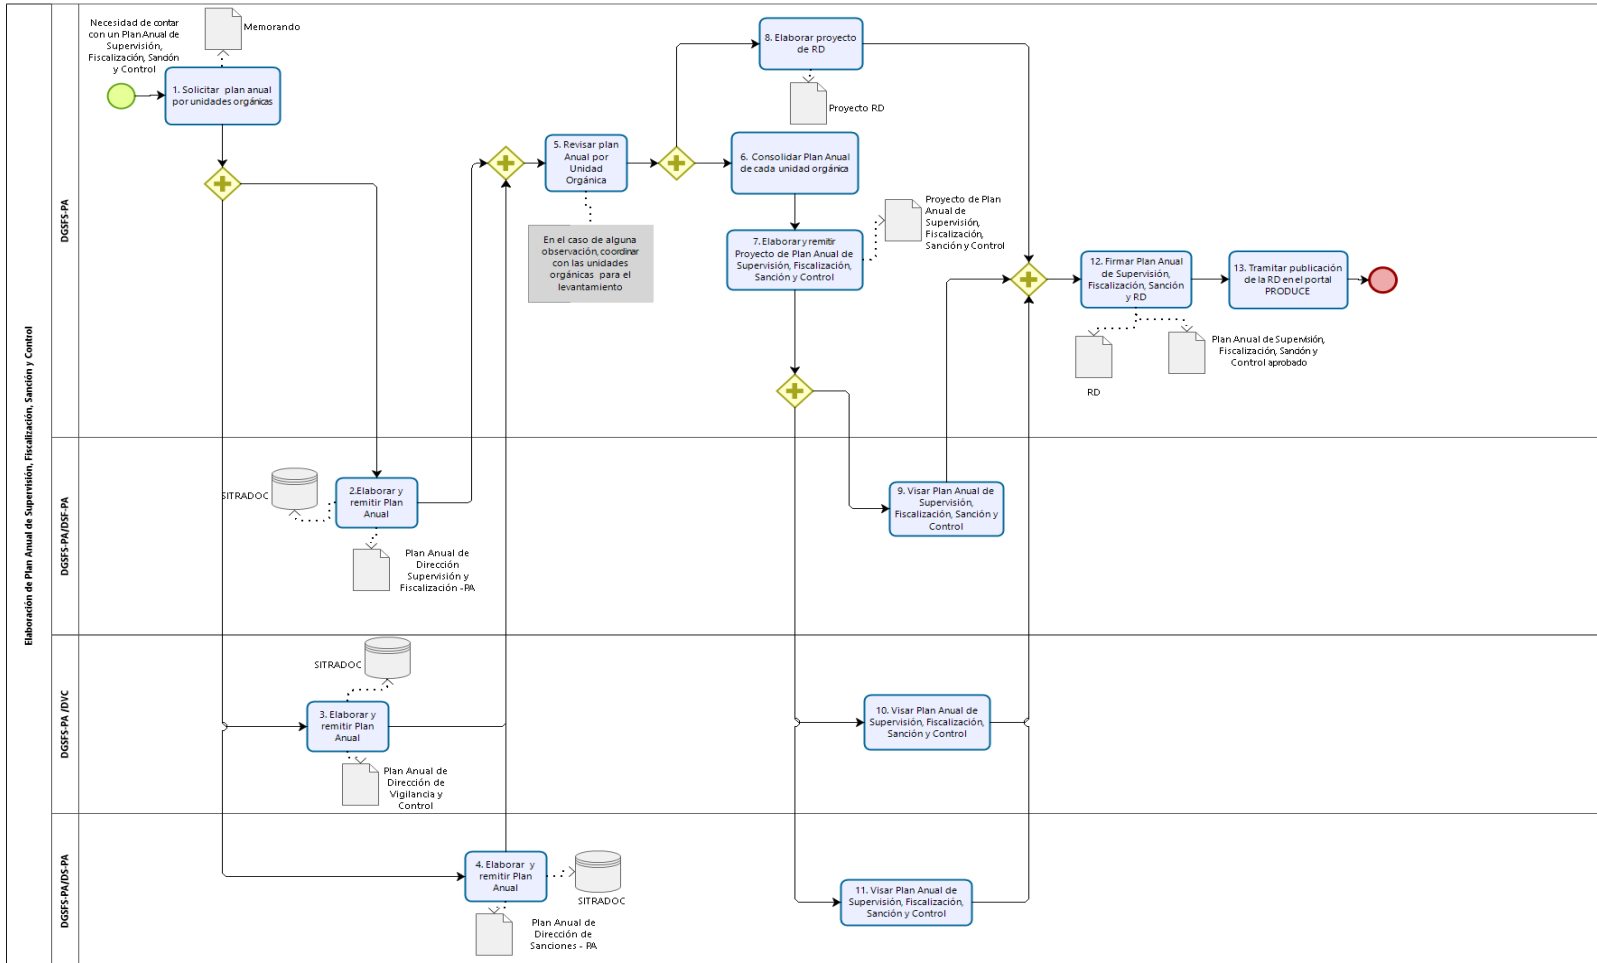 Elaboración de Plan Anual de Supervisión, Fiscalización, Sanción y Control
DGSFS-PA
Necesidad de contar
con un Plan Anual de
Supervisión,
Fiscalización, Sanción
y Control
Memorando
1. Solicitar plan anual
por unidades orgánicas
5. Revisar plan
Anual por
Unidad
Orgánica
En el caso de alguna
observación, coordinar
con las unidades
orgánicas para el
levantamiento
8. Elaborar proyecto
de RD
Proyecto RD
6. Consolidar Plan Anual
de cada unidad orgánica
7. Elaborar y remitir
Proyecto de Plan Anual de
Supervisión, Fiscalización,
Sanción y Control
Proyecto de Plan
Anual de
Supervisión,
Fiscalización,
Sanción y Control
12. Firmar Plan Anual
de Supervisión,
Fiscalización, Sanción
y RD
13. Tramitar publicación
de la RD en el portal
PRODUCE
RD
Plan Anual de Supervisión,
Fiscalización, Sanción y
Control aprobado
DGSFS-PA/DSF-PA
SITRADOC
2.Elaborar y
remitir Plan
Anual
Plan Anual de
Dirección
Supervisión y
Fiscalización -PA
9. Visar Plan Anual de
Supervisión,
Fiscalización, Sanción y
Control
DGSFS-PA /DVC
SITRADOC
3. Elaborar y
remitir Plan
Anual
Plan Anual de
Dirección de
Vigilancia y
Control
10. Visar Plan Anual de
Supervisión, Fiscalización,
Sanción y Control
DGSFS-PA/DS-PA
4. Elaborar y
remitir Plan
Anual
SITRADOC
Plan Anual de
Dirección de
Sanciones - PA
11. Visar Plan Anual de
Supervisión, Fiscalización,
Sanción y Control